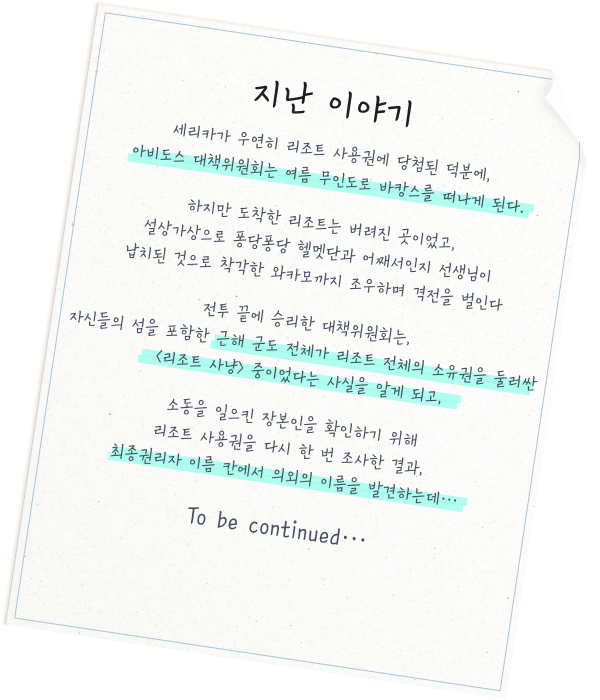 지난 이야기
세리카가 우연히 리조트 사용권에 당첨된 덕분에,
아비도스 대책위원회는 여름 무인도로 바캉스를 떠나게 된다.
하지만 도착한 리조트는 버려진 곳이었고,
설상가상으로 퐁당퐁당 헬멧단과 어째서인지 선생님이
납치된 것으로 착각한 와카모까지 조우하며 격전을 벌인다
전투 끝에 승리한 대책위원회는,
자신들의 섬을 포함한 근해 군도 전체가 리조트 전체의 소유권을 둘러싼
<리조트 사냥> 중이었다는 사실을 알게 되고,
소동을 일으킨 장본인을 확인하기 위해
리조트 사용권을 다시 한 번 조사한 결과,
최종권리자 이름 칸에서 의외의 이름을 발견하는데…
To be continued…